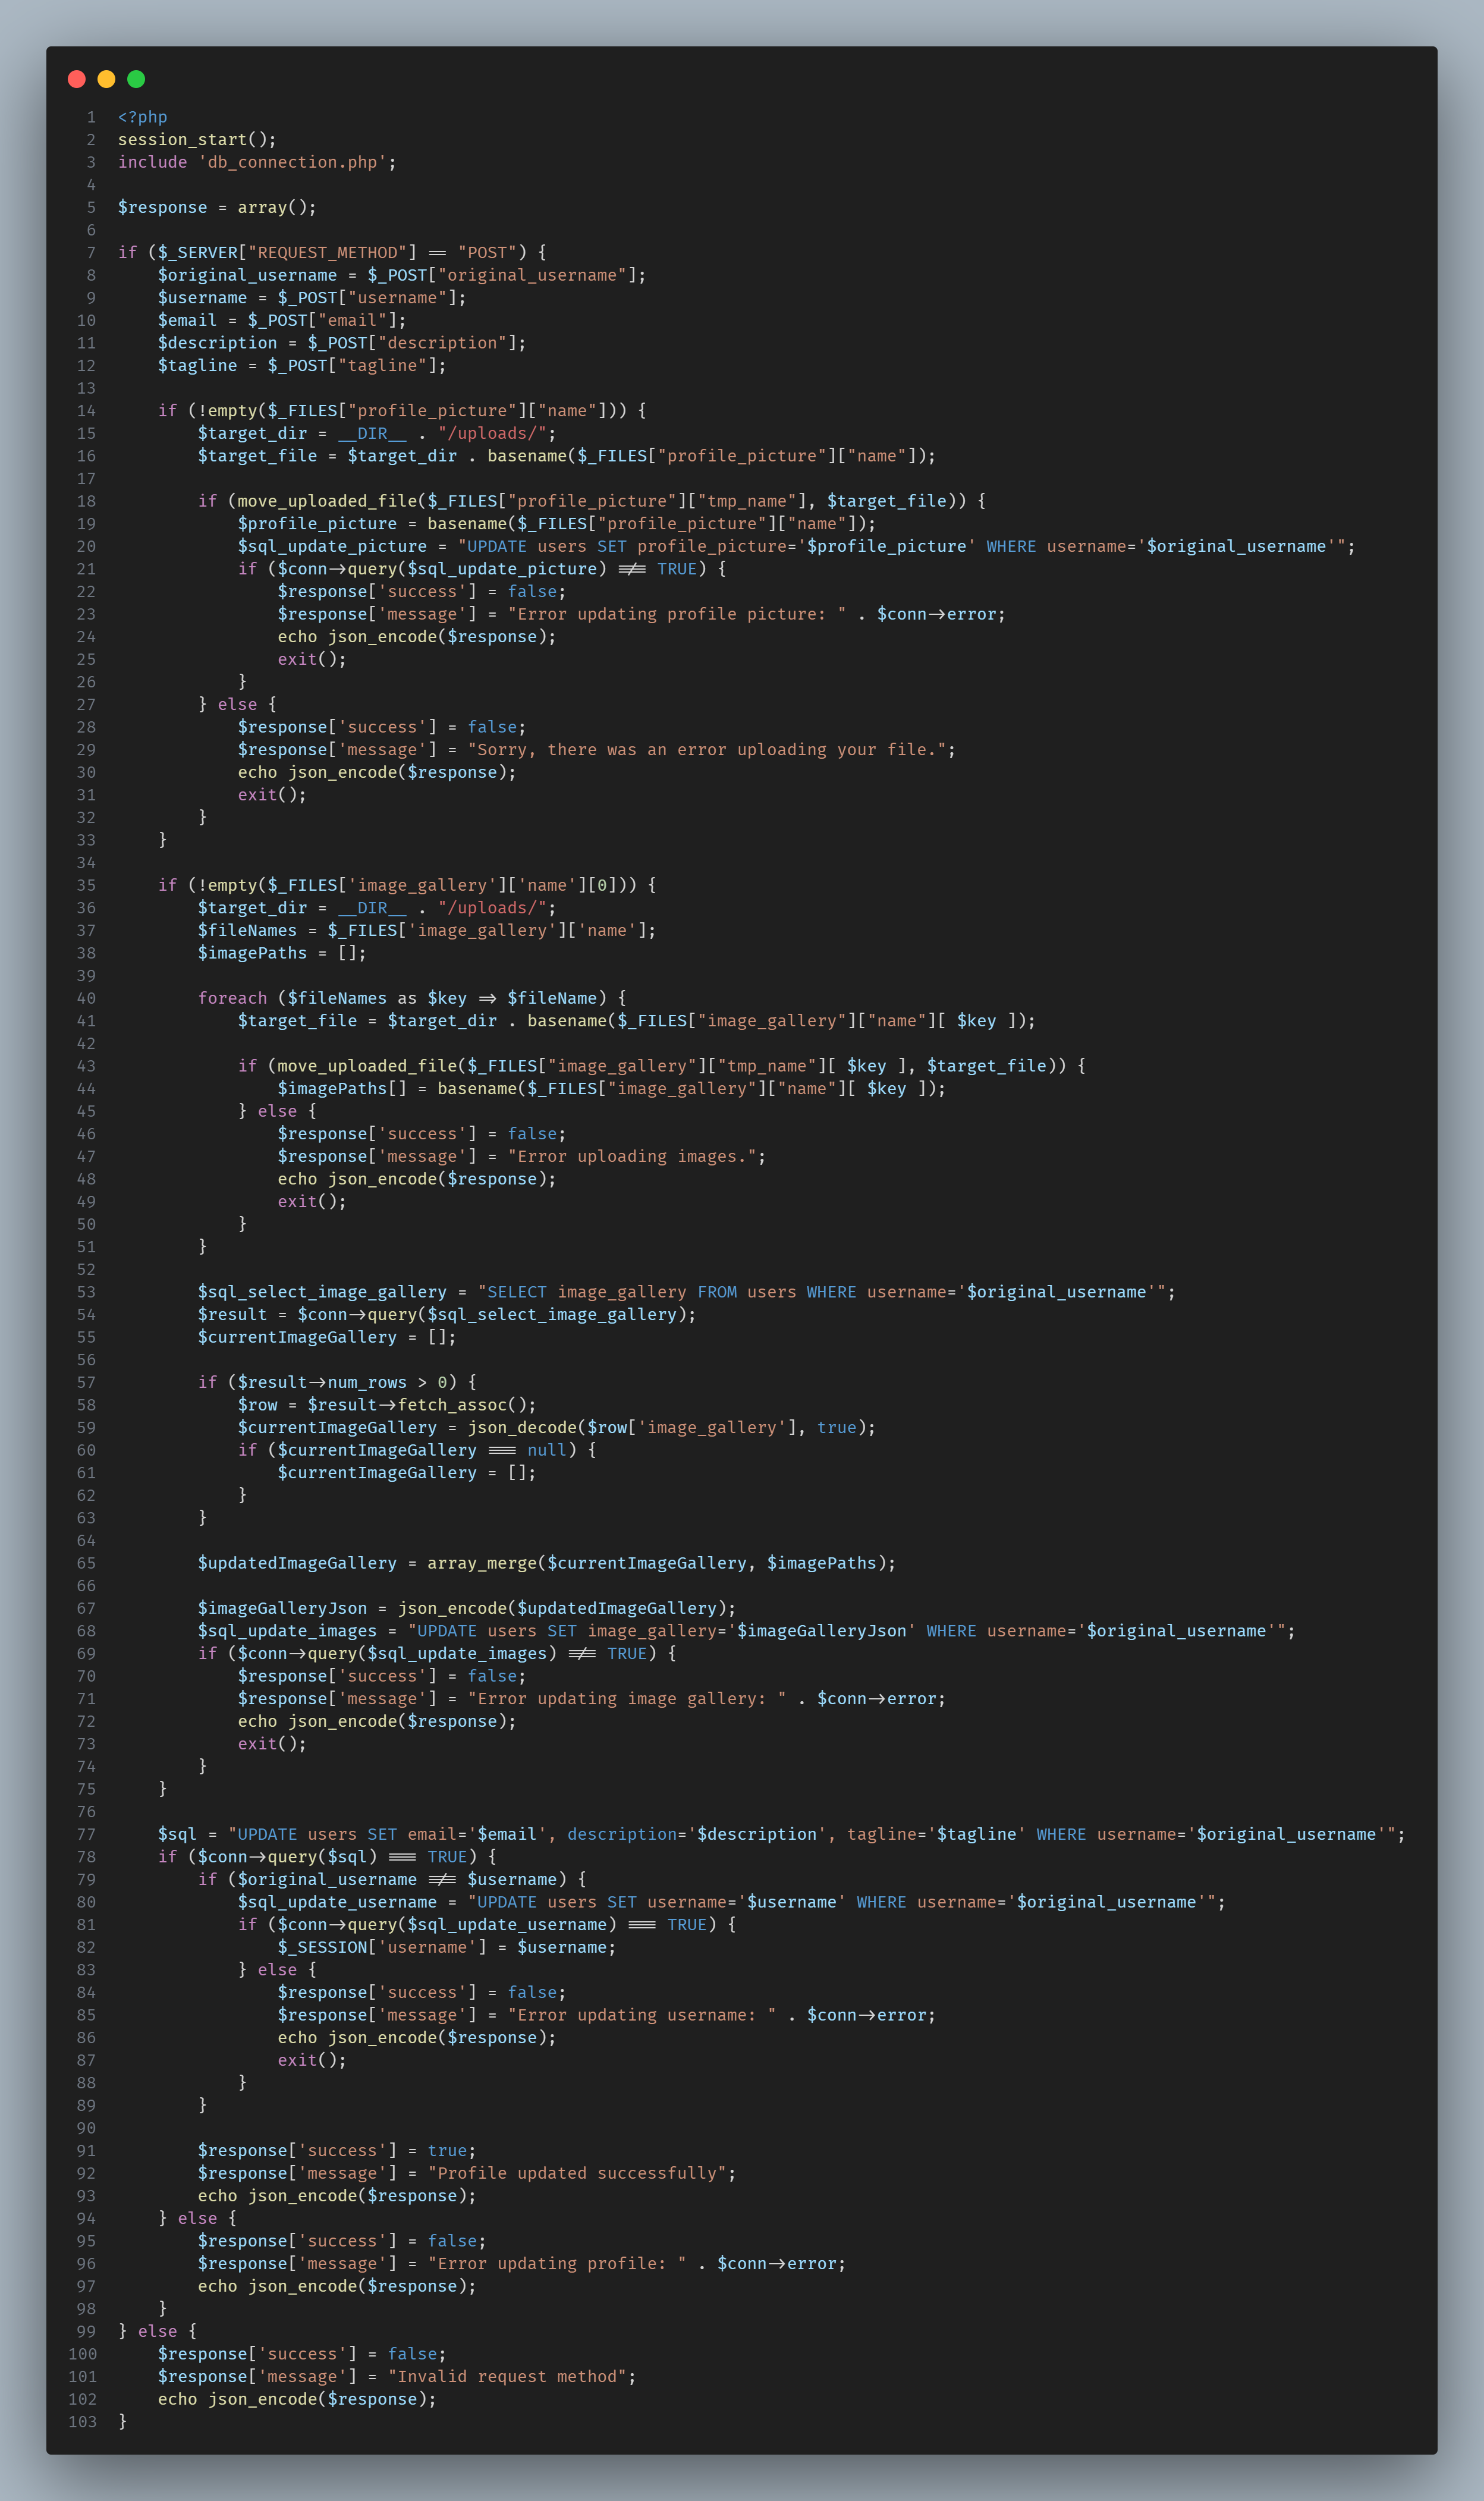 1 <?php
2 session_start();
3 include 'db_connection.php';
4
5 $response = array();
6
7 if ($_SERVER["REQUEST_METHOD"] == "POST") {
8     $original_username = $_POST["original_username"];
9     $username = $_POST["username"];
10     $email = $_POST["email"];
11     $description = $_POST["description"];
12     $tagline = $_POST["tagline"];
13
14     if (!empty($_FILES["profile_picture"]["name"])) {
15         $target_dir = __DIR__ . "/uploads/";
16         $target_file = $target_dir . basename($_FILES["profile_picture"]["name"]);
17
18         if (move_uploaded_file($_FILES["profile_picture"]["tmp_name"], $target_file)) {
19             $profile_picture = basename($_FILES["profile_picture"]["name"]);
20             $sql_update_picture = "UPDATE users SET profile_picture='$profile_picture' WHERE username='$original_username'";
21             if ($conn->query($sql_update_picture) !== TRUE) {
22                 $response['success'] = false;
23                 $response['message'] = "Error updating profile picture: " . $conn->error;
24                 echo json_encode($response);
25                 exit();
26             }
27         } else {
28             $response['success'] = false;
29             $response['message'] = "Sorry, there was an error uploading your file.";
30             echo json_encode($response);
31             exit();
32         }
33     }
34
35     if (!empty($_FILES['image_gallery']['name'][0])) {
36         $target_dir = __DIR__ . "/uploads/";
37         $fileNames = $_FILES['image_gallery']['name'];
38         $imagePaths = [];
39
40         foreach ($fileNames as $key => $fileName) {
41             $target_file = $target_dir . basename($_FILES["image_gallery"]["name"][ $key ]);
42
43             if (move_uploaded_file($_FILES["image_gallery"]["tmp_name"][ $key ], $target_file)) {
44                 $imagePaths[] = basename($_FILES["image_gallery"]["name"][ $key ]);
45             } else {
46                 $response['success'] = false;
47                 $response['message'] = "Error uploading images.";
48                 echo json_encode($response);
49                 exit();
50             }
51         }
52
53         $sql_select_image_gallery = "SELECT image_gallery FROM users WHERE username='$original_username'";
54         $result = $conn->query($sql_select_image_gallery);
55         $currentImageGallery = [];
56
57         if ($result->num_rows > 0) {
58             $row = $result->fetch_assoc();
59             $currentImageGallery = json_decode($row['image_gallery'], true);
60             if ($currentImageGallery === null) {
61                 $currentImageGallery = [];
62             }
63         }
64
65         $updatedImageGallery = array_merge($currentImageGallery, $imagePaths);
66
67         $imageGalleryJson = json_encode($updatedImageGallery);
68         $sql_update_images = "UPDATE users SET image_gallery='$imageGalleryJson' WHERE username='$original_username'";
69         if ($conn->query($sql_update_images) !== TRUE) {
70             $response['success'] = false;
71             $response['message'] = "Error updating image gallery: " . $conn->error;
72             echo json_encode($response);
73             exit();
74         }
75     }
76
77     $sql = "UPDATE users SET email='$email', description='$description', tagline='$tagline' WHERE username='$original_username'";
78     if ($conn->query($sql) === TRUE) {
79         if ($original_username !== $username) {
80             $sql_update_username = "UPDATE users SET username='$username' WHERE username='$original_username'";
81             if ($conn->query($sql_update_username) === TRUE) {
82                 $_SESSION['username'] = $username;
83             } else {
84                 $response['success'] = false;
85                 $response['message'] = "Error updating username: " . $conn->error;
86                 echo json_encode($response);
87                 exit();
88             }
89         }
90
91         $response['success'] = true;
92         $response['message'] = "Profile updated successfully";
93         echo json_encode($response);
94     } else {
95         $response['success'] = false;
96         $response['message'] = "Error updating profile: " . $conn->error;
97         echo json_encode($response);
98     }
99 } else {
100     $response['success'] = false;
101     $response['message'] = "Invalid request method";
102     echo json_encode($response);
103 }